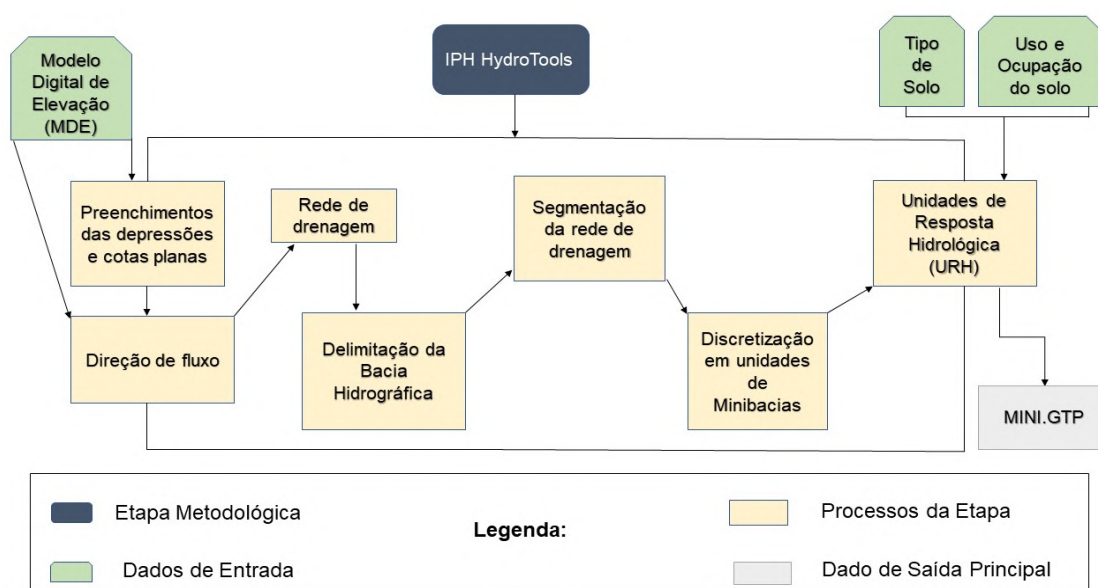 Modelo
Digital de
Elevação
(MDE)
IPH HydroTools
Tipo
de
Solo
Uso e
Ocupação
do solo
Preenchimentos
das depressões
e cotas planas
Rede de
drenagem
Segmentação
da rede de
drenagem
Unidades de
Resposta
Hidrológica
(URH)
Direção de fluxo
Delimitação da
Bacia
Hidrográfica
Discretização
em unidades
de
Minibacias
MINI.GTP
Etapa Metodológica
Legenda:
Processos da Etapa
Dados de Entrada
Dado de Saída Principal